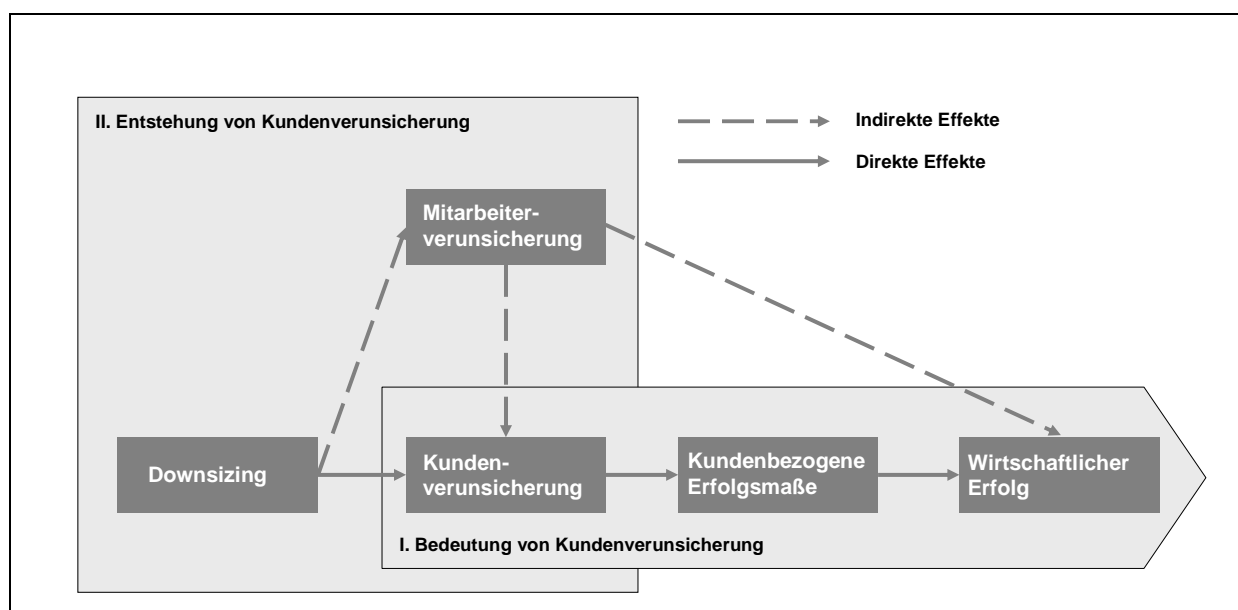 II. Entstehung von Kundenverunsicherung
Indirekte Effekte
Direkte Effekte
Mitarbeiter-
verunsicherung
Downsizing
Kunden-
verunsicherung
Kundenbezogene
Erfolgsmaße
Wirtschaftlicher
Erfolg
I. Bedeutung von Kundenverunsicherung